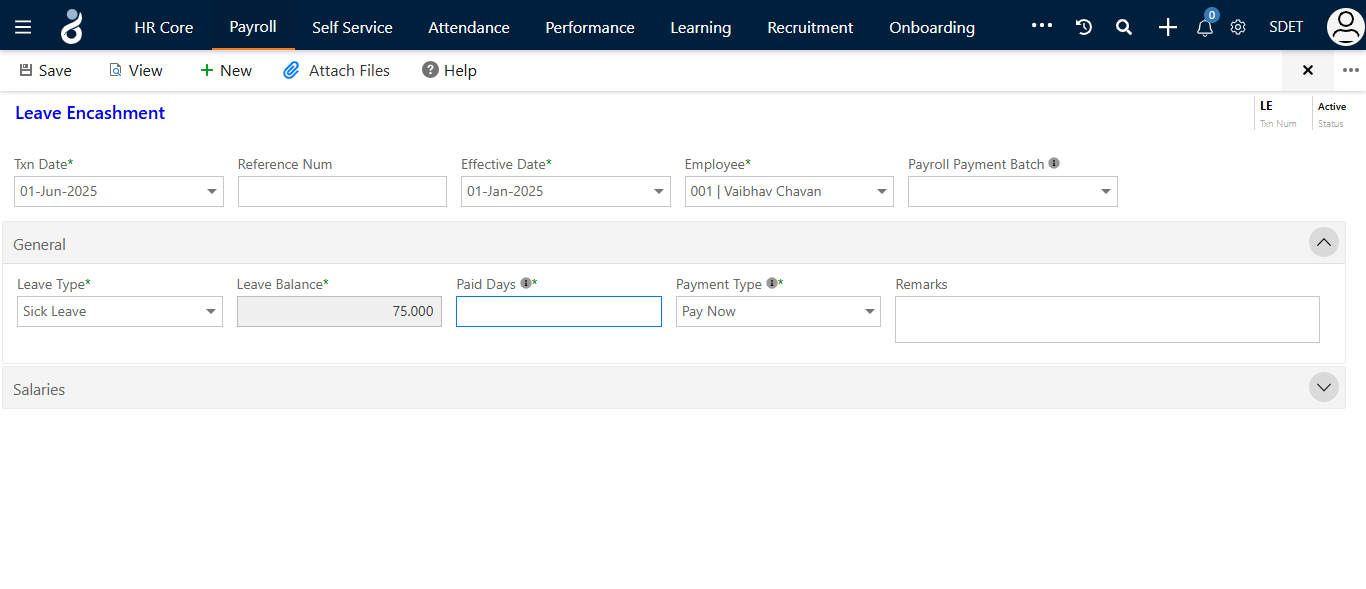 HR Core Payroll Self Service Attendance Performance Learning Recruitment Onboarding ••• 0 SDET
Save View + New Attach Files ? Help × •••
Leave Encashment
LE Active
Txn Num Status
Txn Date* Reference Num Effective Date* Employee* Payroll Payment Batch
01-Jun-2025 01-Jan-2025 001 | Vaibhav Chavan
General
Leave Type* Leave Balance* Paid Days * Payment Type * Remarks
Sick Leave 75.000 Pay Now
Salaries